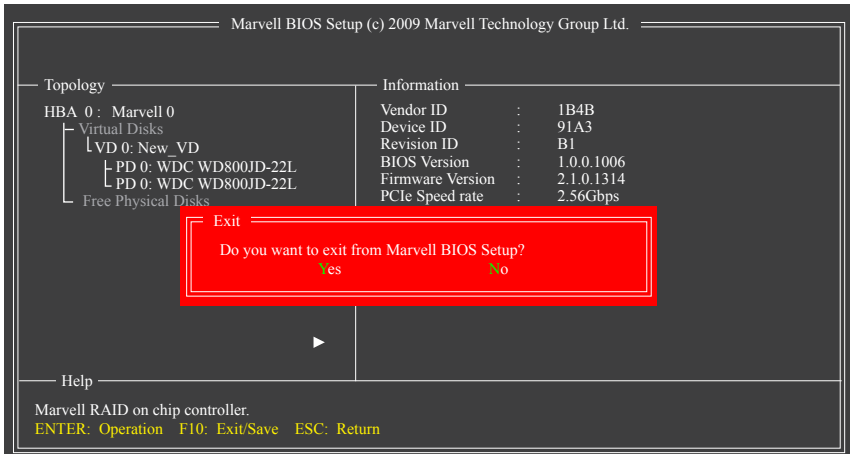 Marvell BIOS Setup (c) 2009 Marvell Technology Group Ltd.
Topology
HBA 0 : Marvell 0
Virtual Disks
VD 0: New_VD
PD 0: WDC WD800JD-22L
PD 0: WDC WD800JD-22L
Free Physical Disks
Information
Vendor ID : 1B4B
Device ID : 91A3
Revision ID : B1
BIOS Version : 1.0.0.1006
Firmware Version : 2.1.0.1314
PCIe Speed rate : 2.56Gbps
Exit
Do you want to exit from Marvell BIOS Setup?
Yes No
Help
Marvell RAID on chip controller.
ENTER: Operation F10: Exit/Save ESC: Return